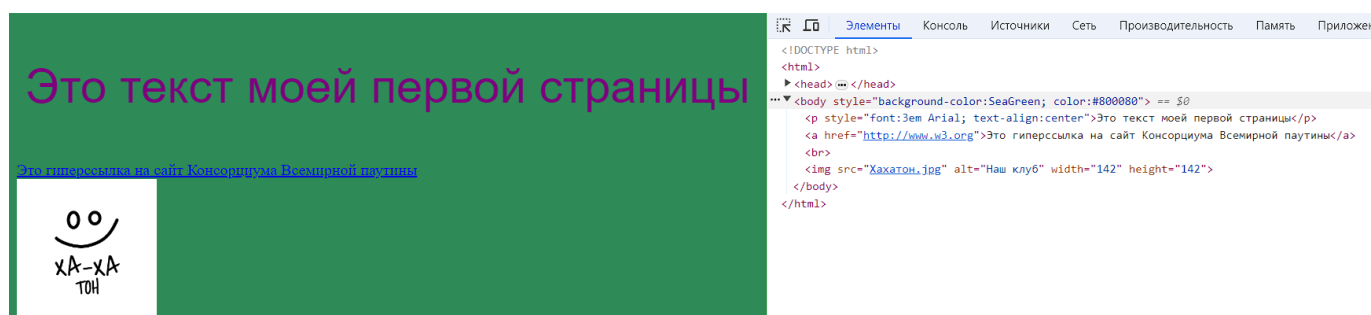 Это текст моей первой страницы
Это гиперссылка на сайт Консорциума Всемирной паутины
ХА-ХА
ТОН
Элементы Консоль Источники Сеть Производительность Память Приложен
<!DOCTYPE html>
<html>
<head> ••• </head>
••• <body style="background-color:SeaGreen; color:#800080"> == $0
<p style="font:3em Arial; text-align:center">Это текст моей первой страницы</p>
<a href="http://www.w3.org">Это гиперссылка на сайт Консорциума Всемирной паутины</a>
<br>
<img src="Хахатон.jpg" alt="Наш клуб" width="142" height="142">
</body>
</html>